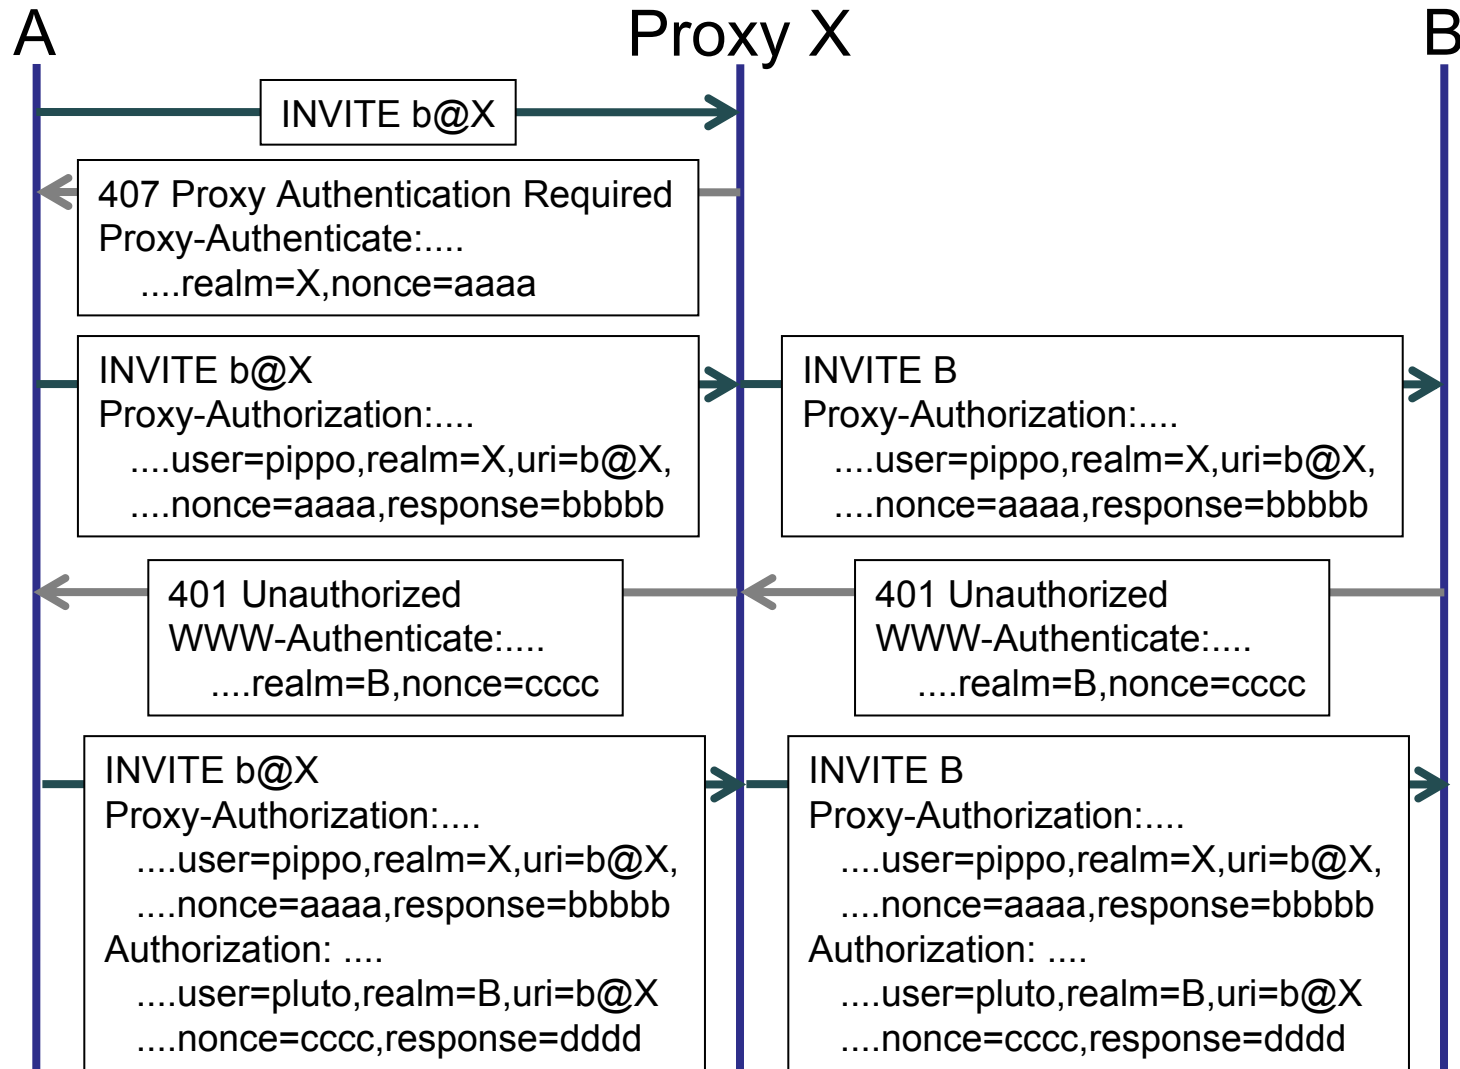 A
Proxy X
B
INVITE b@X
407 Proxy Authentication Required
Proxy-Authenticate:....
....realm=X,nonce=aaaa
INVITE b@X
Proxy-Authorization:....
....user=pippo,realm=X,uri=b@X,
....nonce=aaaa,response=bbbbb
INVITE B
Proxy-Authorization:....
....user=pippo,realm=X,uri=b@X,
....nonce=aaaa,response=bbbbb
401 Unauthorized
WWW-Authenticate:....
....realm=B,nonce=cccc
401 Unauthorized
WWW-Authenticate:....
....realm=B,nonce=cccc
INVITE b@X
Proxy-Authorization:....
....user=pippo,realm=X,uri=b@X,
....nonce=aaaa,response=bbbbb
Authorization: ....
....user=pluto,realm=B,uri=b@X
....nonce=cccc,response=dddd
INVITE B
Proxy-Authorization:....
....user=pippo,realm=X,uri=b@X,
....nonce=aaaa,response=bbbbb
Authorization: ....
....user=pluto,realm=B,uri=b@X
....nonce=cccc,response=dddd